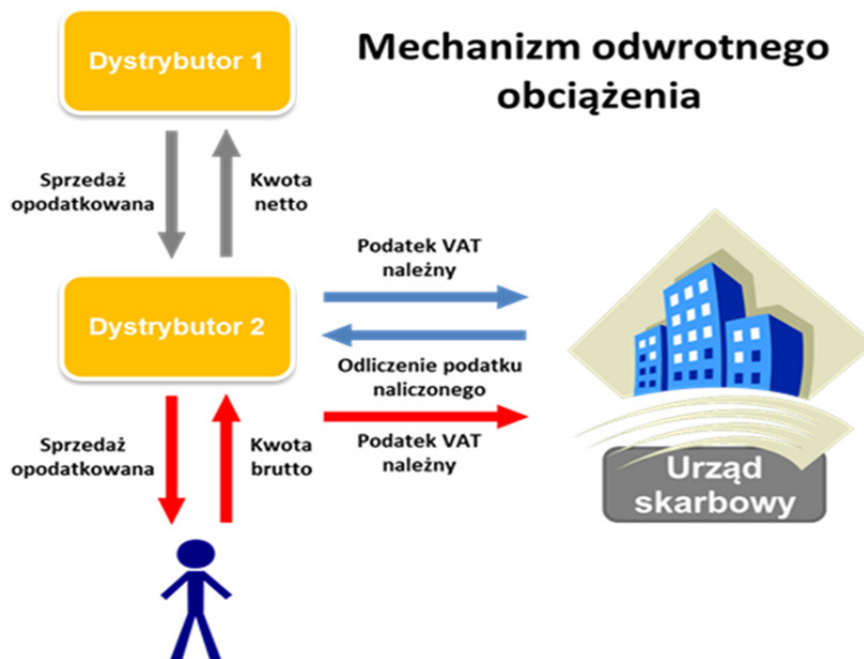 Dystrybutor 1
Mechanizm odwrotnego
obciążenia
Sprzedaż
opodatkowana
Kwota
netto
Podatek VAT
należny
Dystrybutor 2
Odliczenie podatku
naliczonego
Sprzedaż
opodatkowana
Kwota
brutto
Podatek VAT
należny
Urząd
skarbowy